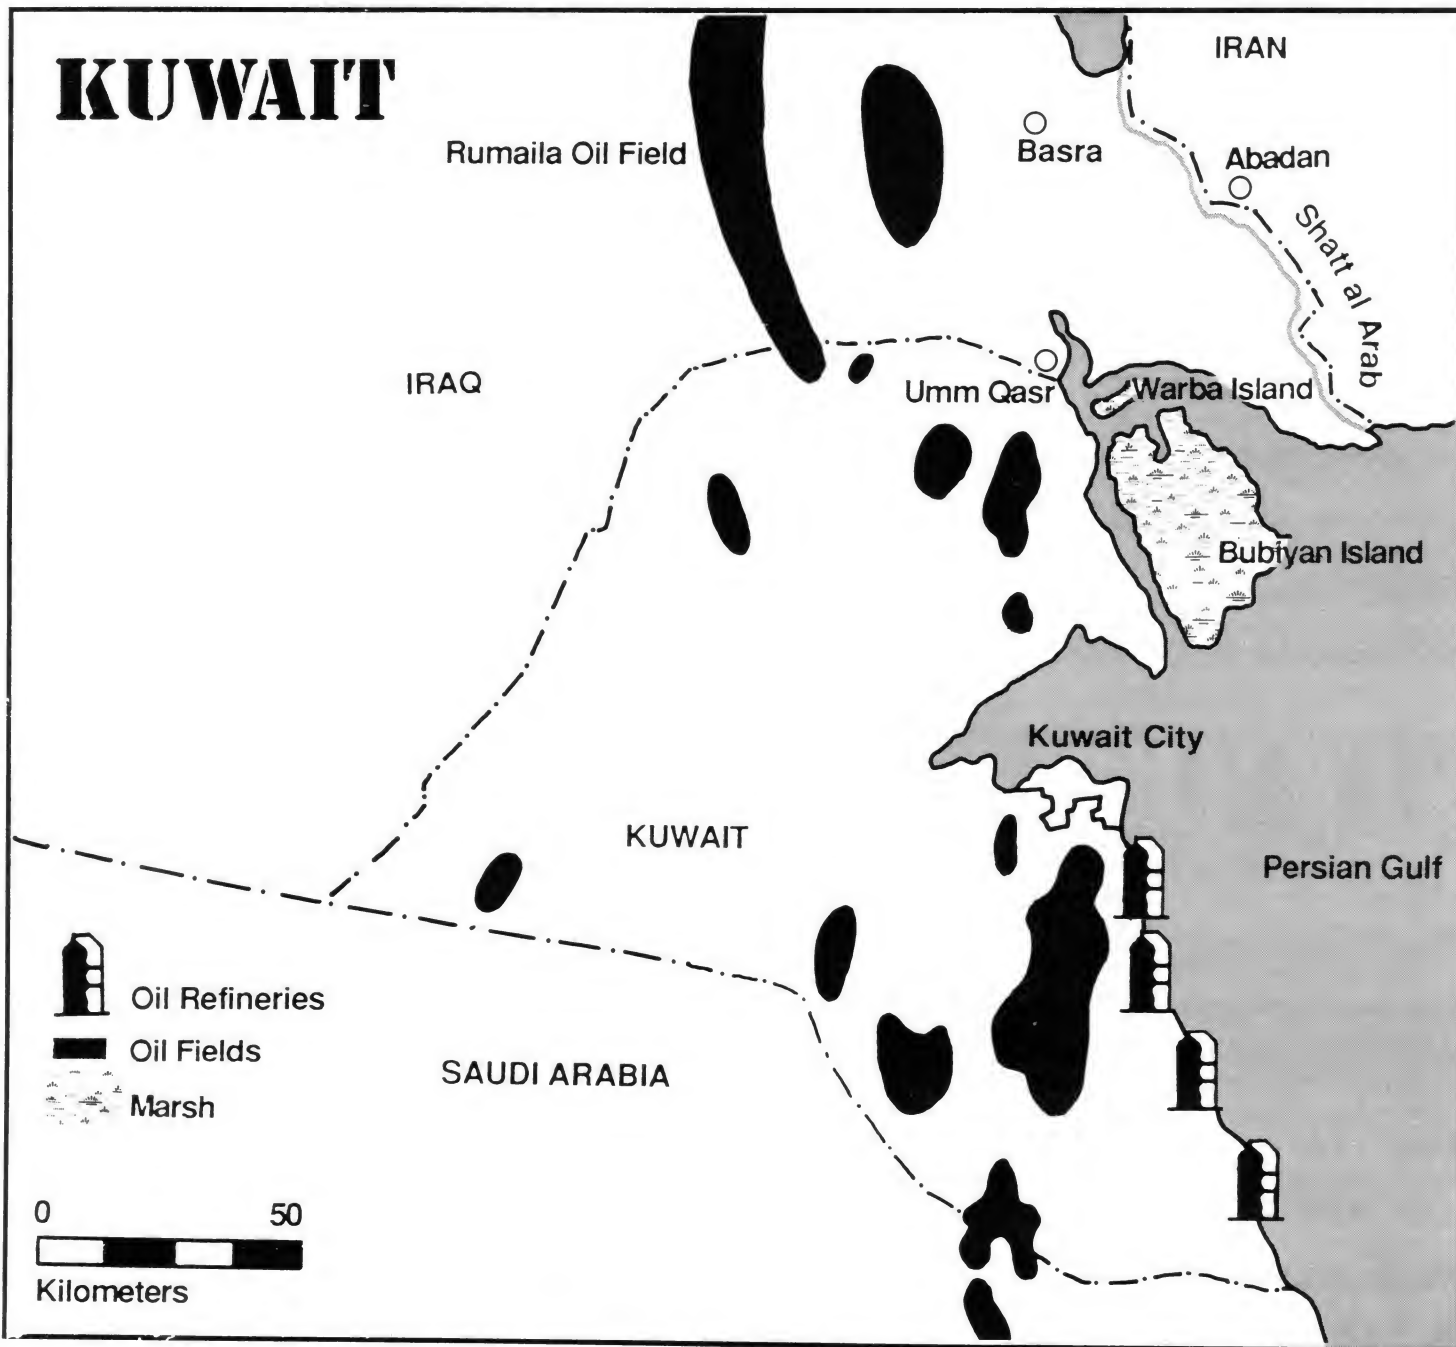 KUWAIT
IRAN
Rumaila Oil Field
Basra
Abadan
Shatt al Arab
IRAQ
Umm Qasr
Warba Island
Bubiyan Island
Kuwait City
KUWAIT
Persian Gulf
Oil Refineries
Oil Fields
SAUDI ARABIA
Marsh
0 50
Kilometers